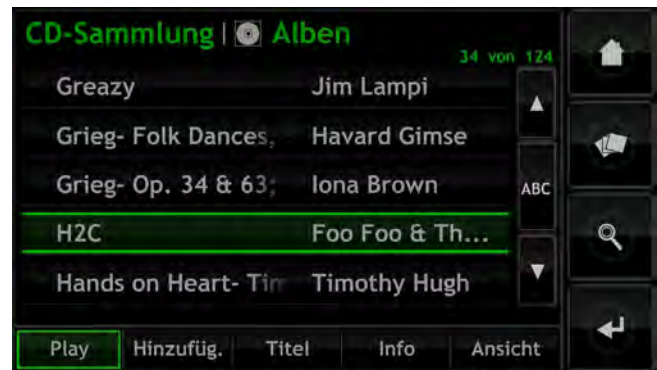 CD-Sammlung | Alben
34 von 124
Greazy Jim Lampi
Grieg- Folk Dances, Havard Gimse
Grieg- Op. 34 & 63; Iona Brown
ABC
H2C Foo Foo & Th...
Hands on Heart- Tim Timothy Hugh
Play Hinzufüg. Titel Info Ansicht